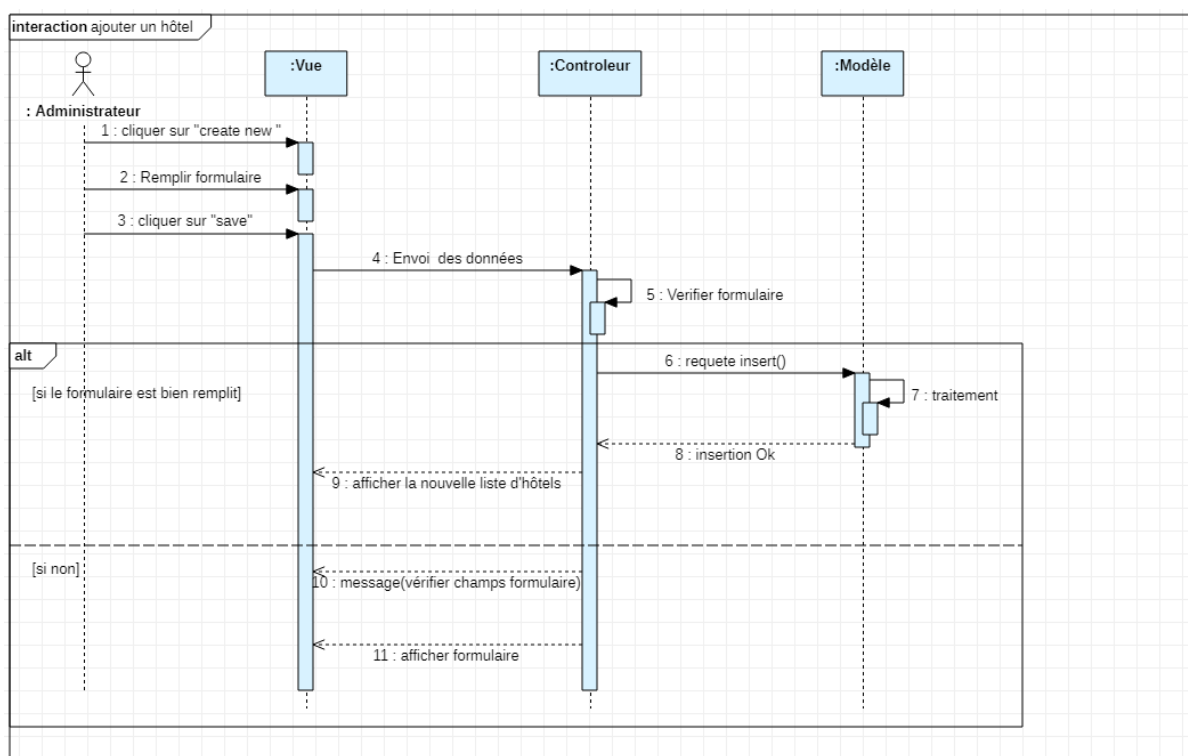 interaction ajouter un hôtel
:Vue
:Controleur
:Modèle
: Administrateur
1 : cliquer sur "create new "
2 : Remplir formulaire
3 : cliquer sur "save"
4 : Envoi des données
5 : Verifier formulaire
alt
6 : requete insert()
[si le formulaire est bien remplit]
7 : traitement
8 : insertion Ok
9 : afficher la nouvelle liste d'hôtels
[si non]
10 : message(vérifier champs formulaire)
11 : afficher formulaire